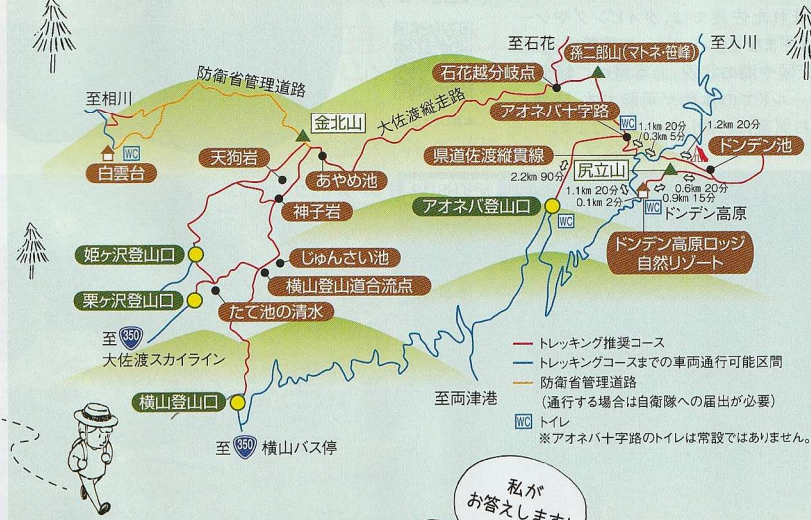 至石花
孫二郎山(マトネ・笹峰)
至入川
石花越分岐点
防衛省管理道路
大佐渡縦走路
アオネバ十字路
至相川
金北山
WC
1.1km 20分
0.3km 5分
1.2km 20分
ドンデン池
WC
白雲台
天狗岩
あやめ池
県道佐渡縦貫線
2.2km 90分
尻立山
1.1km 20分
0.1km 2分
0.6km 20分
0.9km 15分
神子岩
アオネバ登山口
WC
WC
ドンデン高原
ドンデン高原ロッジ
自然リゾート
姫ヶ沢登山口
じゅんさい池
横山登山道合流点
栗ヶ沢登山口
たて池の清水
至 350
大佐渡スカイライン
横山登山口
至両津港
至 350 横山バス停
トレッキング推奨コース
トレッキングコースまでの車両通行可能区間
防衛省管理道路
(通行する場合は自衛隊への届出が必要)
WC トイレ
※アオネバ十字路のトイレは常設ではありません。
私が
お答えします!